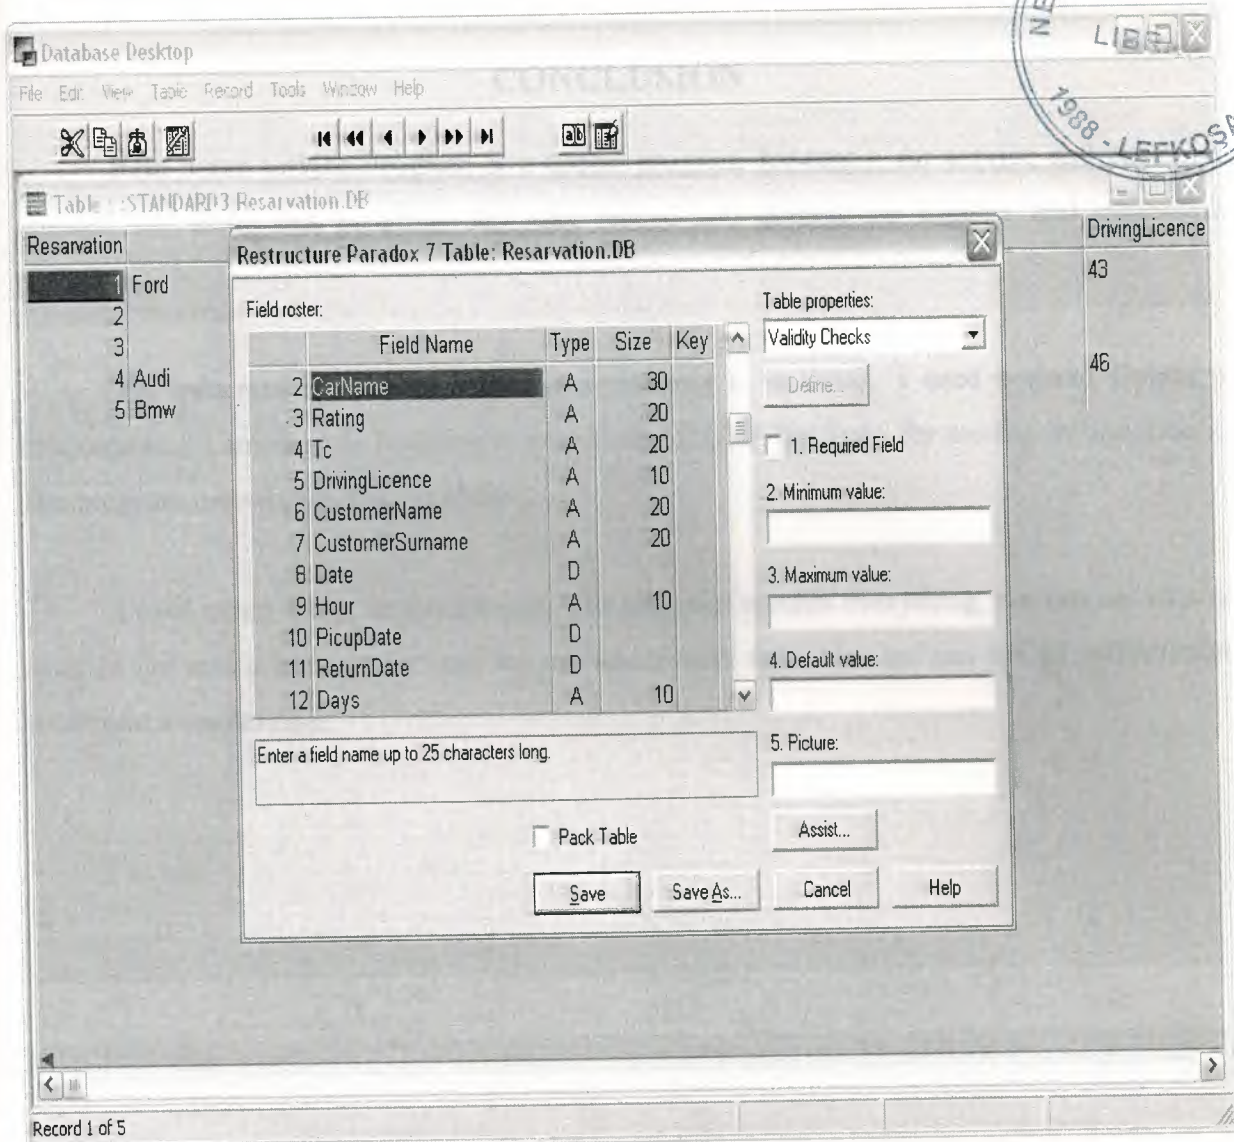 NE
LIB
1988 - LEFKOSA
Database Desktop
CONCLUSION
File Edit View Table Record Tools Window Help
Table : :STANDARD3 Resarvation.DB
Resarvation
DrivingLicence
1 Ford
43
2
3
4 Audi
46
5 Bmw
Restructure Paradox 7 Table: Resarvation.DB
Field roster:
Field Name Type Size Key
2 CarName A 30
3 Rating A 20
4 Tc A 20
5 DrivingLicence A 10
6 CustomerName A 20
7 CustomerSurname A 20
8 Date D
9 Hour A 10
10 PicupDate D
11 ReturnDate D
12 Days A 10
Table properties:
Validity Checks
Define...
1. Required Field
2. Minimum value:
3. Maximum value:
4. Default value:
5. Picture:
Assist...
Enter a field name up to 25 characters long.
Pack Table
Save Save As... Cancel Help
Record 1 of 5